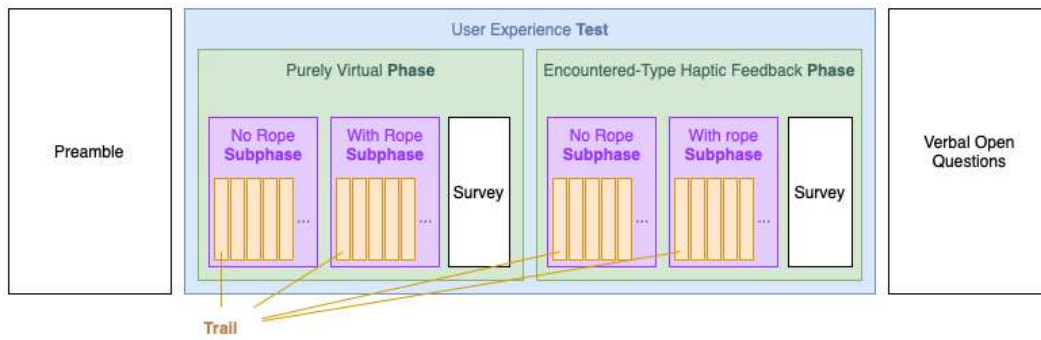 User Experience Test
Purely Virtual Phase
Encountered-Type Haptic Feedback Phase
Preamble
No Rope
Subphase
...
With Rope
Subphase
...
Survey
No Rope
Subphase
...
With rope
Subphase
...
Survey
Verbal Open
Questions
Trail